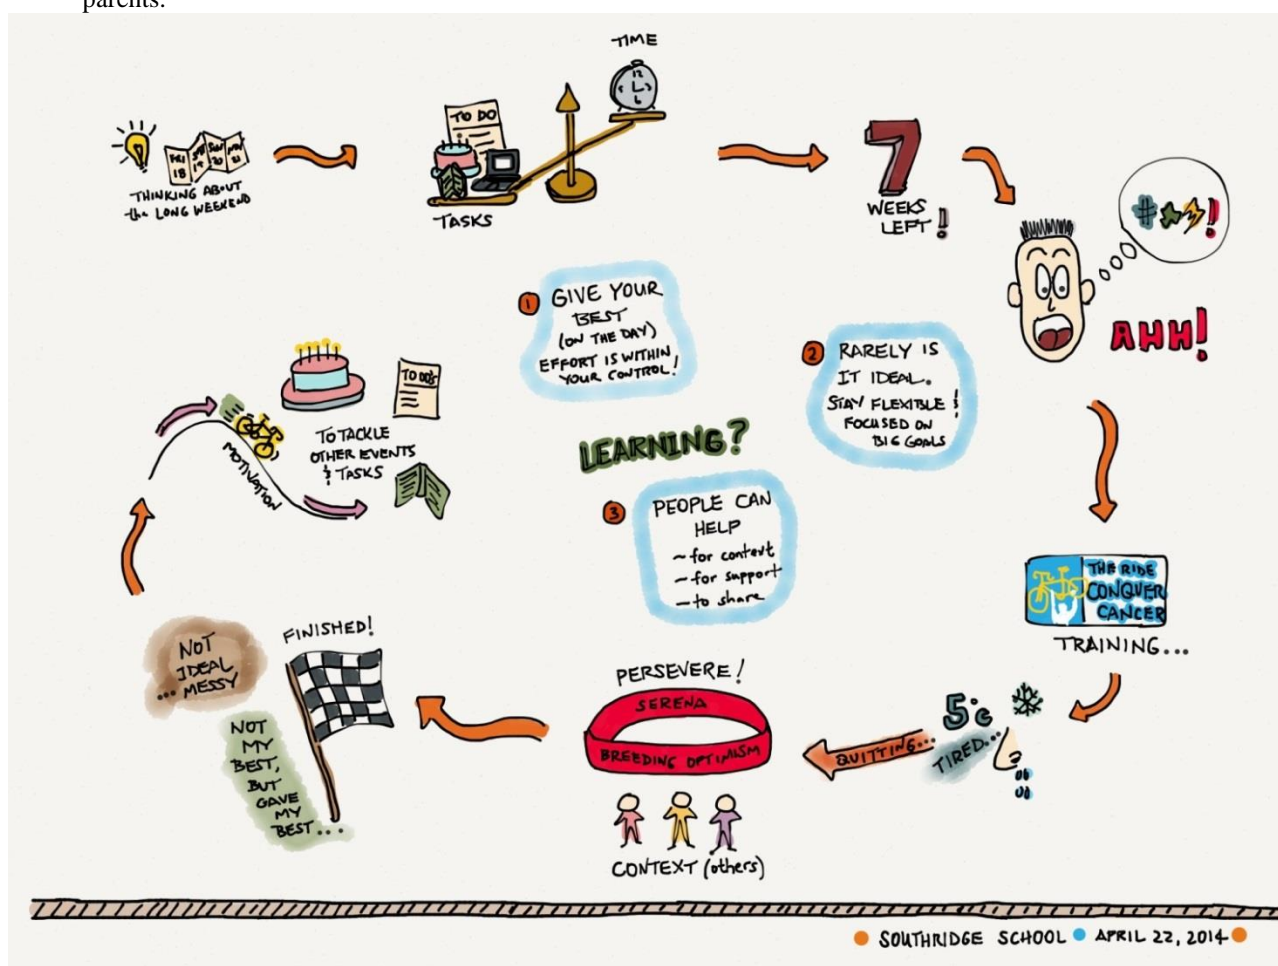 parents.
TIME
12
6
TO DO
FRI
18
SAT
19
SUN
20
MON
21
THINKING ABOUT
the LONG WEEKEND
TASKS
7
WEEKS
LEFT!
# !
AHH!
1
GIVE YOUR
BEST
(ON THE DAY)
EFFORT IS WITHIN
YOUR CONTROL!
2
RARELY IS
IT IDEAL.
STAY FLEXIBLE &
FOCUSED ON
BIG GOALS
LEARNING?
3
PEOPLE CAN
HELP
~ for context
~ for support
~ to share
THE RIDE
CONQUER
CANCER
TRAINING...
5°C
TIRED...
QUITTING...
PERSEVERE!
SERENA
BREEDING OPTIMISM
CONTEXT (others)
FINISHED!
NOT
IDEAL
... MESSY
NOT
MY
BEST,
BUT
GAVE
MY
BEST...
MOTIVATION
TO DO'S
TO TACKLE
OTHER EVENTS
& TASKS
SOUTHRIDGE SCHOOL APRIL 22, 2014